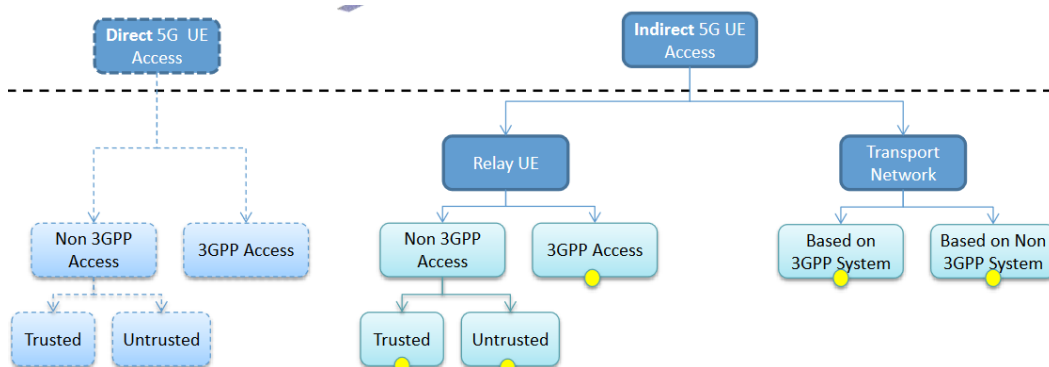 Direct 5G UE
Access
Indirect 5G UE
Access
Relay UE
Transport
Network
Non 3GPP
Access
3GPP Access
Non 3GPP
Access
3GPP Access
Based on
3GPP System
Based on Non
3GPP System
Trusted
Untrusted
Trusted
Untrusted